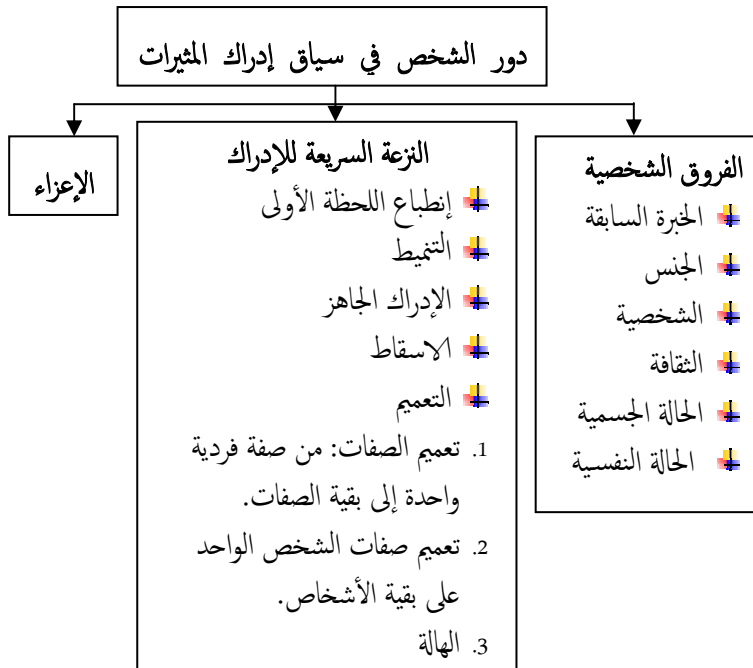 دور الشخص في سياق إدراك المثيرات
الفروق الشخصية
الخبرة السابقة
الجنس
الشخصية
الثقافة
الحالة الجسمية
الحالة النفسية
النزعة السريعة للإدراك
إنطباع اللحظة الأولى
التنميط
الإدراك الجاهز
الاسقاط
التعميم
1. تعميم الصفات: من صفة فردية
واحدة إلى بقية الصفات.
2. تعميم صفات الشخص الواحد
على بقية الأشخاص.
3. الهالة
الإعزاء